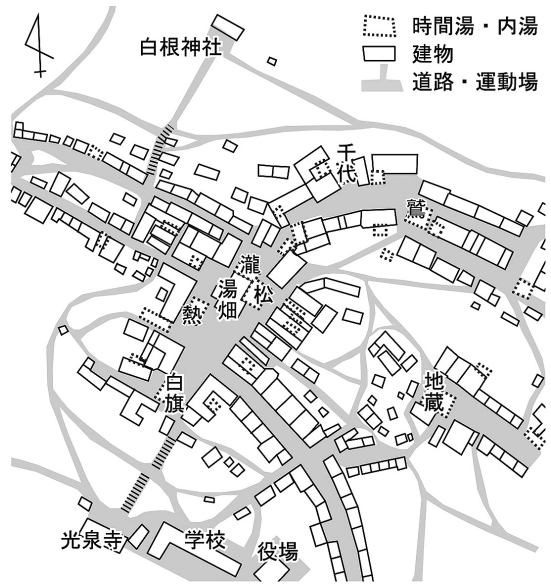 時間湯・内湯
建物
道路・運動場
白根神社
千代
鷲
瀧
湯畑
松
熱
白旗
地蔵
光泉寺
学校
役場